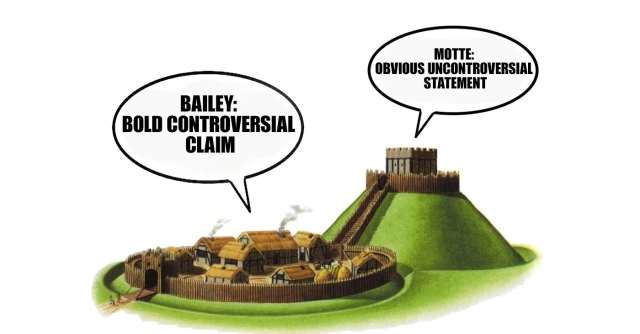 BAILEY:
BOLD CONTROVERSIAL
CLAIM
MOTTE:
OBVIOUS UNCONTROVERSIAL
STATEMENT